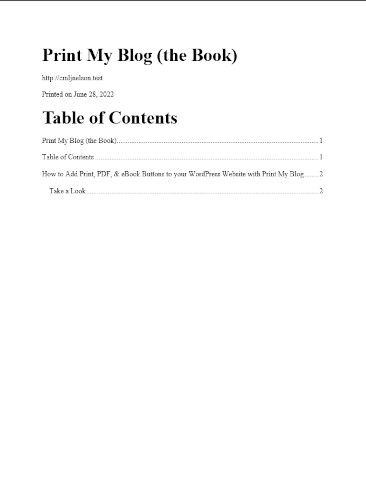 Print My Blog (the Book)
http://cmljnelson.test
Printed on June 28, 2022
Table of Contents
Print My Blog (the Book)........................................................................................................1
Table of Contents....................................................................................................................1
How to Add Print, PDF, & eBook Buttons to your WordPress Website with Print My Blog........2
Take a Look.............................................................................................................................2